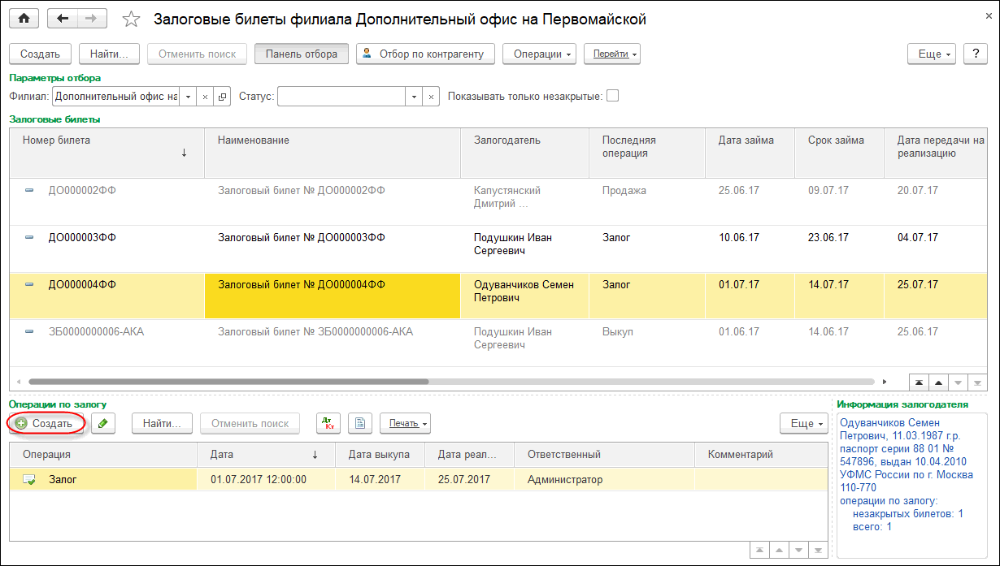 Залоговые билеты филиала Дополнительный офис на Первомайской
Создать Найти... Отменить поиск Панель отбора Отбор по контрагенту Операции Перейти Еще ?
Параметры отбора
Филиал: Дополнительный офис на Статус: Показывать только незакрытые:
Залоговые билеты
Номер билета Наименование Залогодатель Последняя операция Дата займа Срок займа Дата передачи на реализацию
ДО000002ФФ Залоговый билет № ДО000002ФФ Капустянский Дмитрий ... Продажа 25.06.17 09.07.17 20.07.17
ДО000003ФФ Залоговый билет № ДО000003ФФ Подушкин Иван Сергеевич Залог 10.06.17 23.06.17 04.07.17
ДО000004ФФ Залоговый билет № ДО000004ФФ Одуванчиков Семен Петрович Залог 01.07.17 14.07.17 25.07.17
ЗБ0000000006-АКА Залоговый билет № ЗБ0000000006-АКА Подушкин Иван Сергеевич Выкуп 01.06.17 14.06.17 25.06.17
Операции по залогу
Создать Найти... Отменить поиск Дт Кт Печать Еще
Операция Дата Дата выкупа Дата реал... Ответственный Комментарий
Залог 01.07.2017 12:00:00 14.07.2017 25.07.2017 Администратор
Информация залогодателя
Одуванчиков Семен
Петрович, 11.03.1987 г.р.
паспорт серии 88 01 №
547896, выдан 10.04.2010
УФМС России по г. Москва
110-770
операции по залогу:
незакрытых билетов: 1
всего: 1